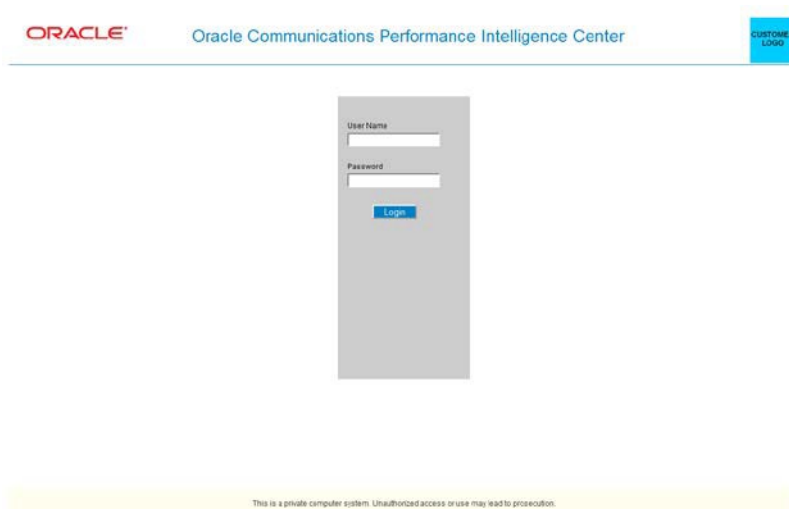 ORACLE
Oracle Communications Performance Intelligence Center
CUSTOME
LOGO
User Name
Password
Login
This is a private computer system. Unauthorized access or use may lead to prosecution.